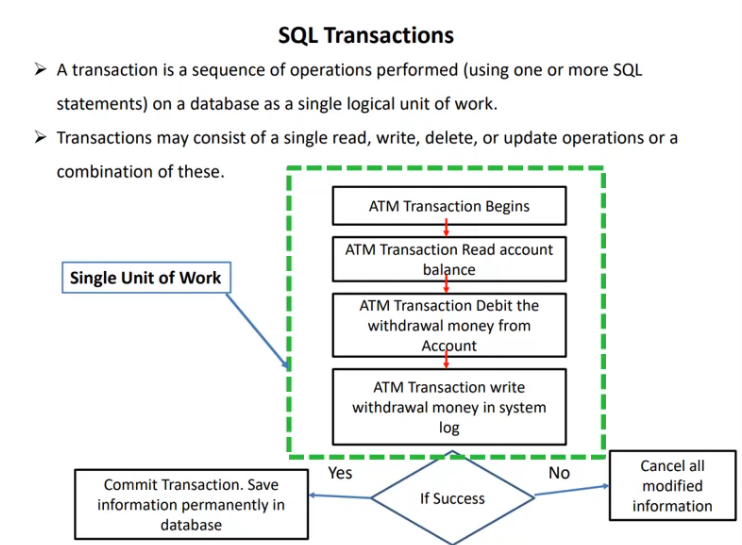 SQL Transactions
➢ A transaction is a sequence of operations performed (using one or more SQL
statements) on a database as a single logical unit of work.
➢ Transactions may consist of a single read, write, delete, or update operations or a
combination of these.
ATM Transaction Begins
ATM Transaction Read account
balance
Single Unit of Work
ATM Transaction Debit the
withdrawal money from
Account
ATM Transaction write
withdrawal money in system
log
Yes
No
If Success
Commit Transaction. Save
information permanently in
database
Cancel all
modified
information